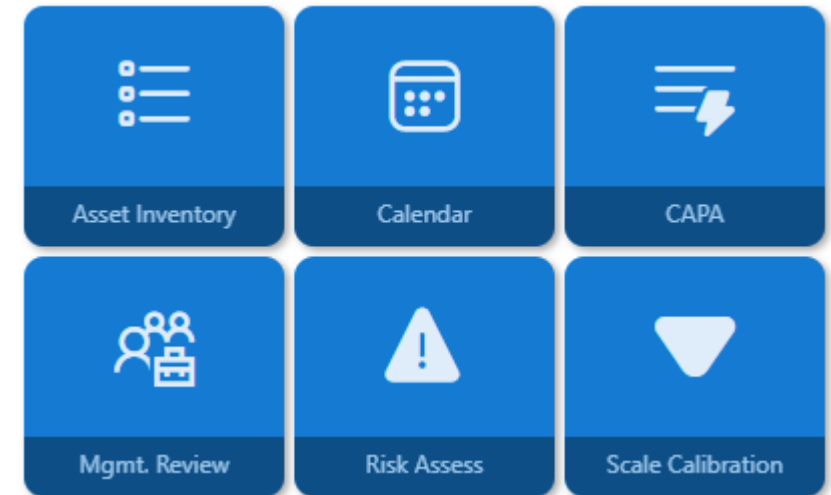 Asset Inventory
Calendar
CAPA
Mgmt. Review
Risk Assess
Scale Calibration